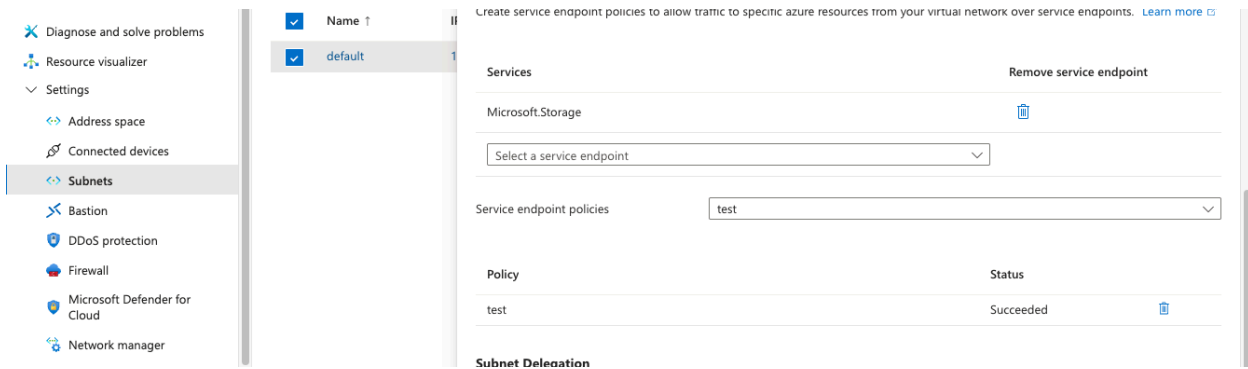 Diagnose and solve problems
Resource visualizer
Settings
Address space
Connected devices
Subnets
Bastion
DDoS protection
Firewall
Microsoft Defender for
Cloud
Network manager
Name ↑
default
Create service endpoint policies to allow traffic to specific azure resources from your virtual network over service endpoints. Learn more
Services Remove service endpoint
Microsoft.Storage
Select a service endpoint
Service endpoint policies test
Policy Status
test Succeeded
Subnet Delegation